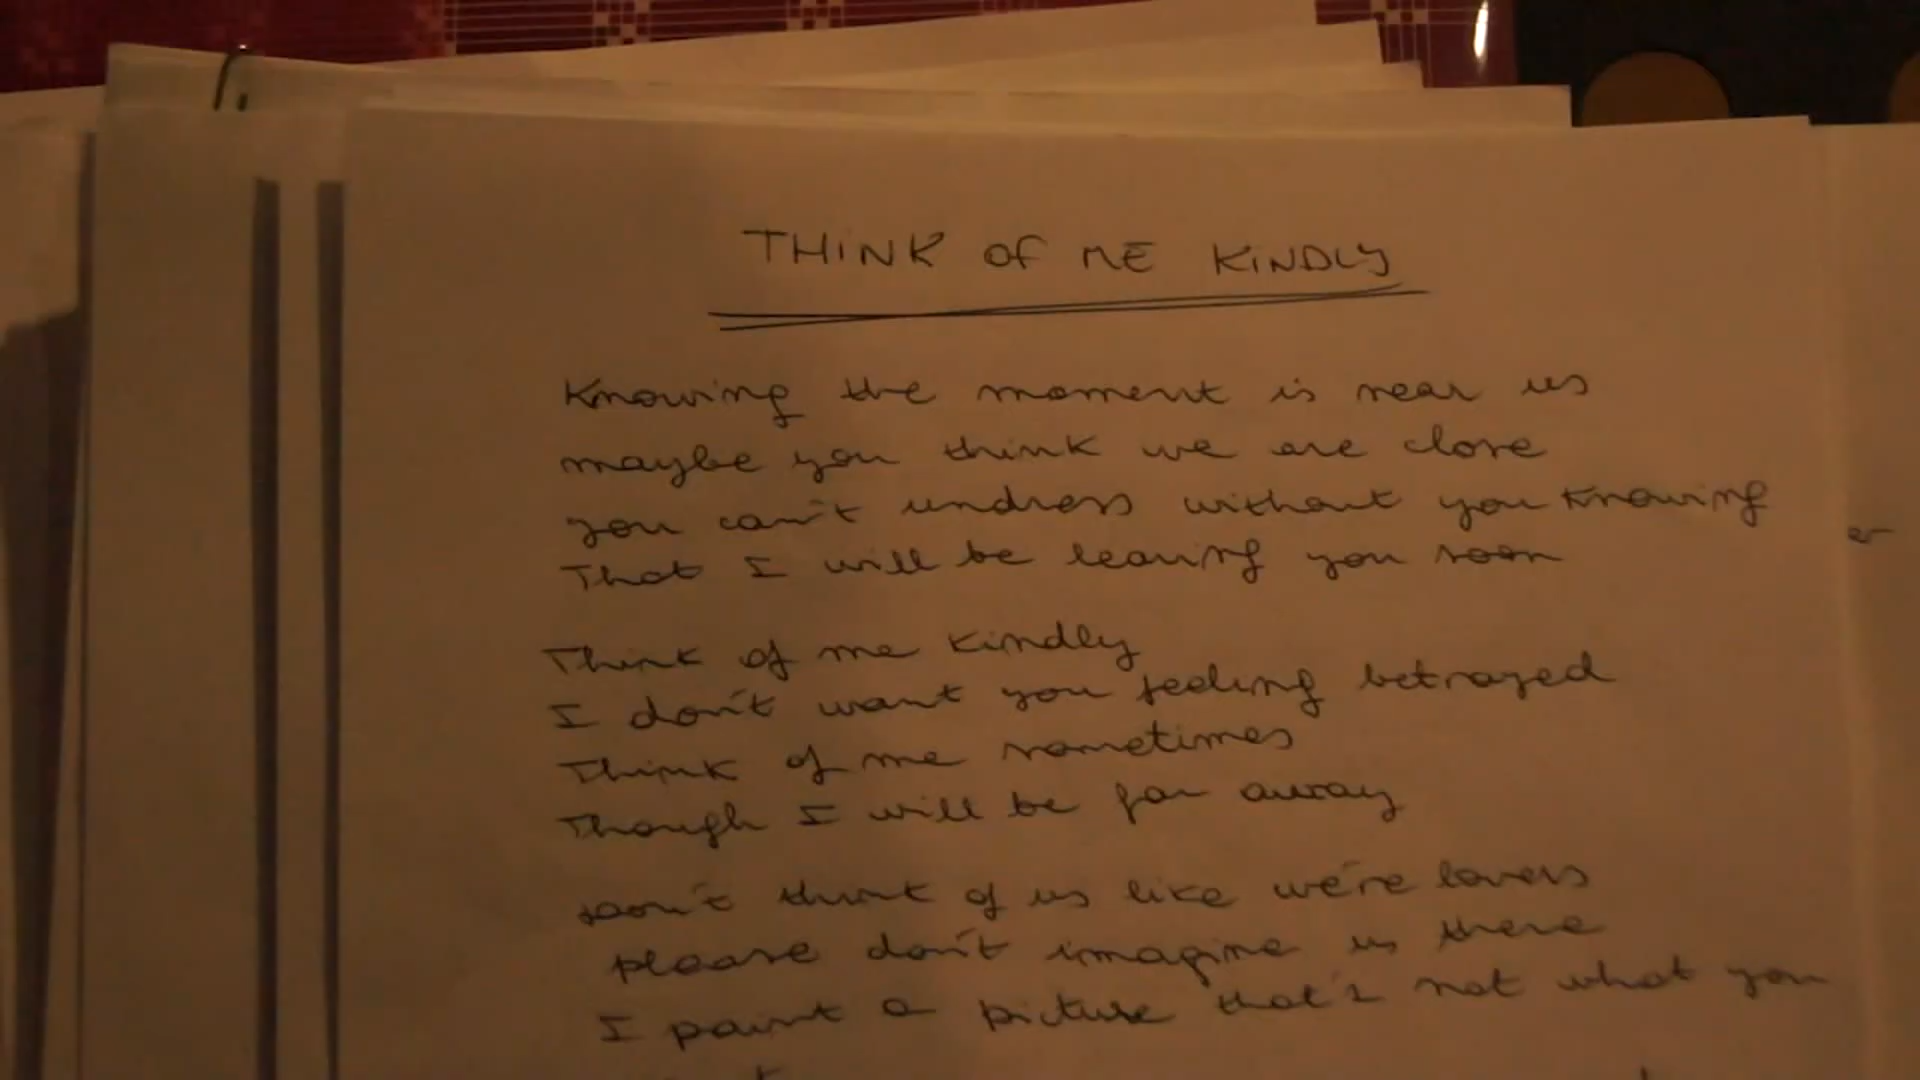 THINK OF ME KINDLY
Knowing the moment is near us
maybe you think we are close
you can't undress without you knowing
That I will be leaving you soon
Think of me kindly
I don't want you feeling betrayed
Think of me sometimes
Though I will be far away
Don't think of us like we're lovers
please don't imagine us there
I paint a picture that's not what you